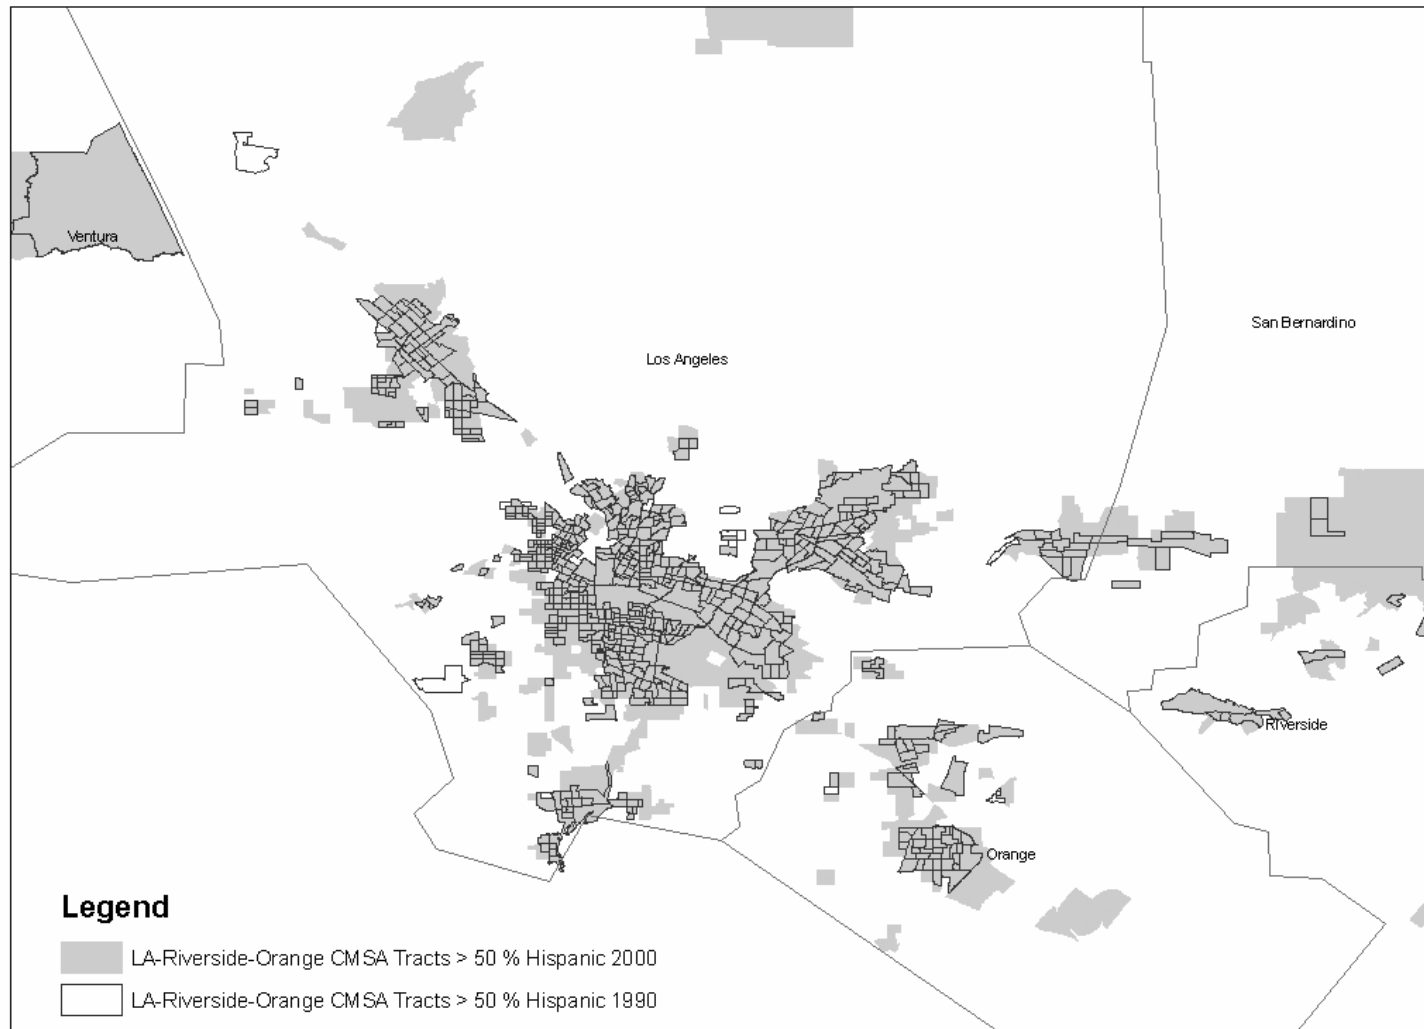 Ventura
San Bernardino
Los Angeles
Riverside
Orange
Legend
LA-Riverside-Orange CMSA Tracts > 50 % Hispanic 2000
LA-Riverside-Orange CMSA Tracts > 50 % Hispanic 1990